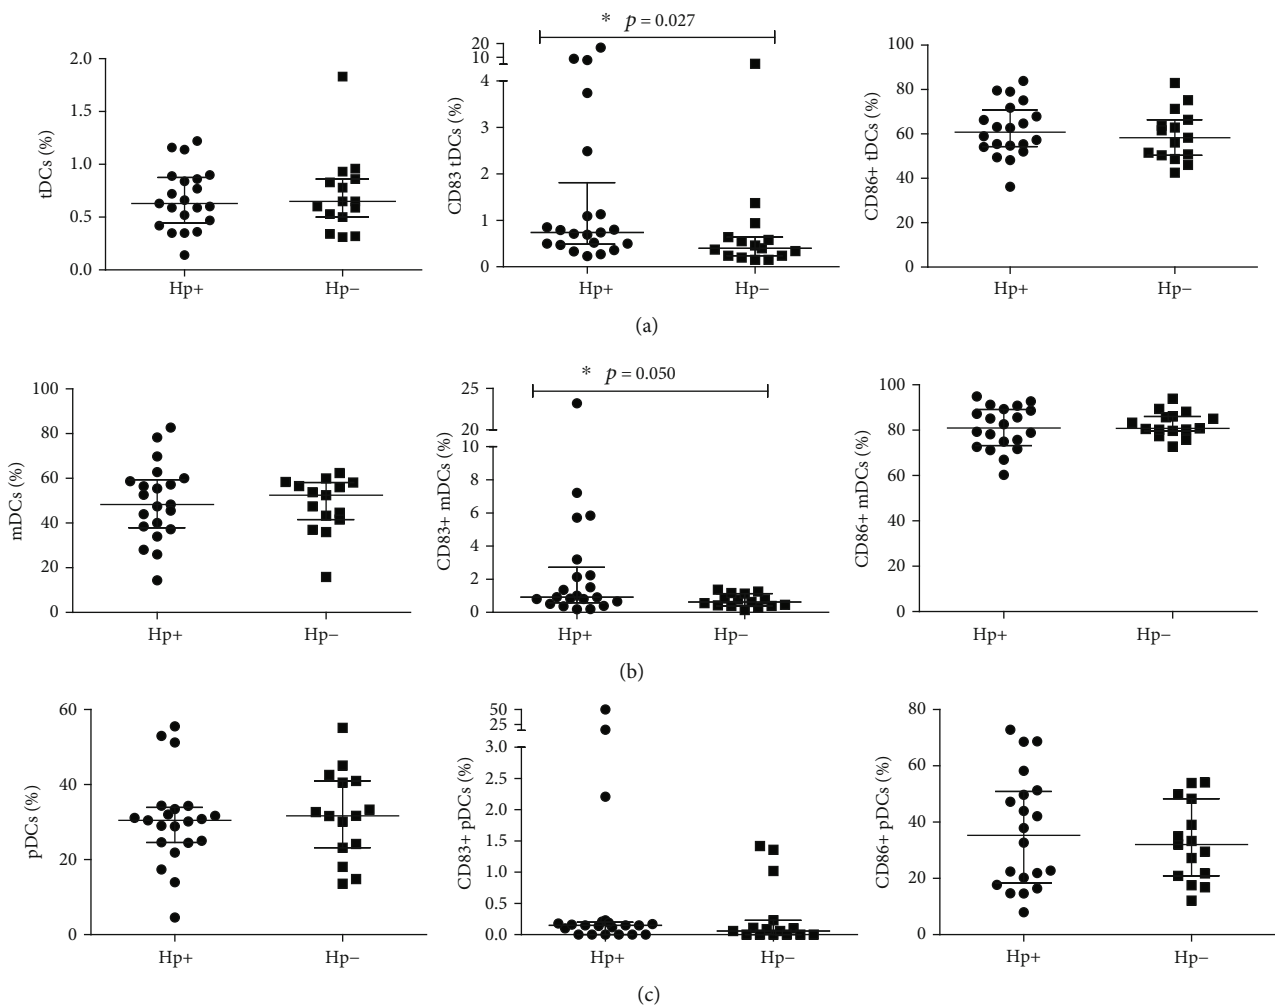 * p = 0.027
tDCs (%)
2.0
1.5
1.0
0.5
0.0
Hp+
Hp−
CD83 tDCs (%)
20
10
4
3
2
1
0
Hp+
Hp−
CD86+ tDCs (%)
100
80
60
40
20
0
Hp+
Hp−
(a)
* p = 0.050
mDCs (%)
100
80
60
40
20
0
Hp+
Hp−
CD83+ mDCs (%)
25
20
10
8
6
4
2
0
Hp+
Hp−
CD86+ mDCs (%)
100
80
60
40
20
0
Hp+
Hp−
(b)
pDCs (%)
60
40
20
0
Hp+
Hp−
CD83+ pDCs (%)
50
25
3.0
2.5
2.0
1.5
1.0
0.5
0.0
Hp+
Hp−
CD86+ pDCs (%)
80
60
40
20
0
Hp+
Hp−
(c)